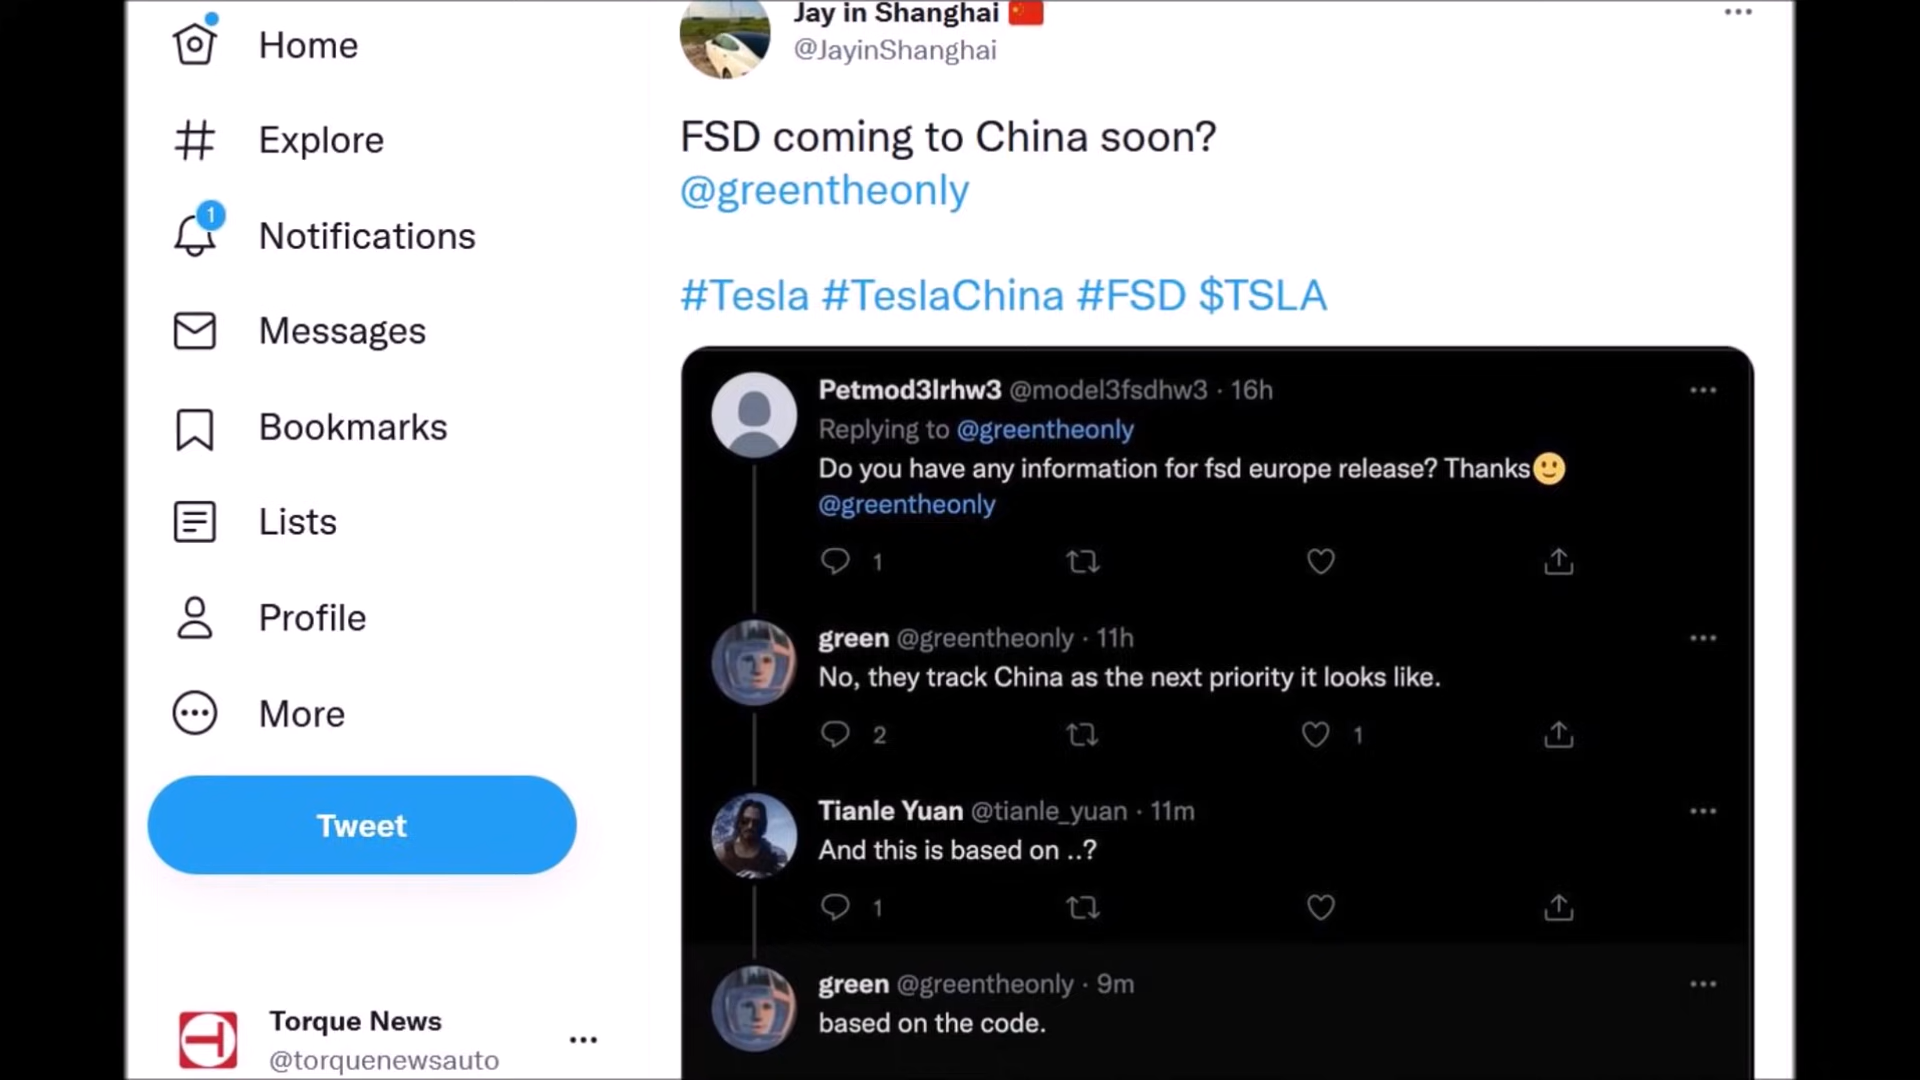 Home
Explore
1
Notifications
Messages
Bookmarks
Lists
Profile
More
Tweet
Torque News
@torquenewsauto
Jay in Shanghai
@JayinShanghai
FSD coming to China soon?
@greentheonly
#Tesla #TeslaChina #FSD $TSLA
Petmod3lrhw3 @model3fsdhw3 · 16h
Replying to @greentheonly
Do you have any information for fsd europe release? Thanks🙂
@greentheonly
1
green @greentheonly · 11h
No, they track China as the next priority it looks like.
2 1
Tianle Yuan @tianle_yuan · 11m
And this is based on ..?
1
green @greentheonly · 9m
based on the code.